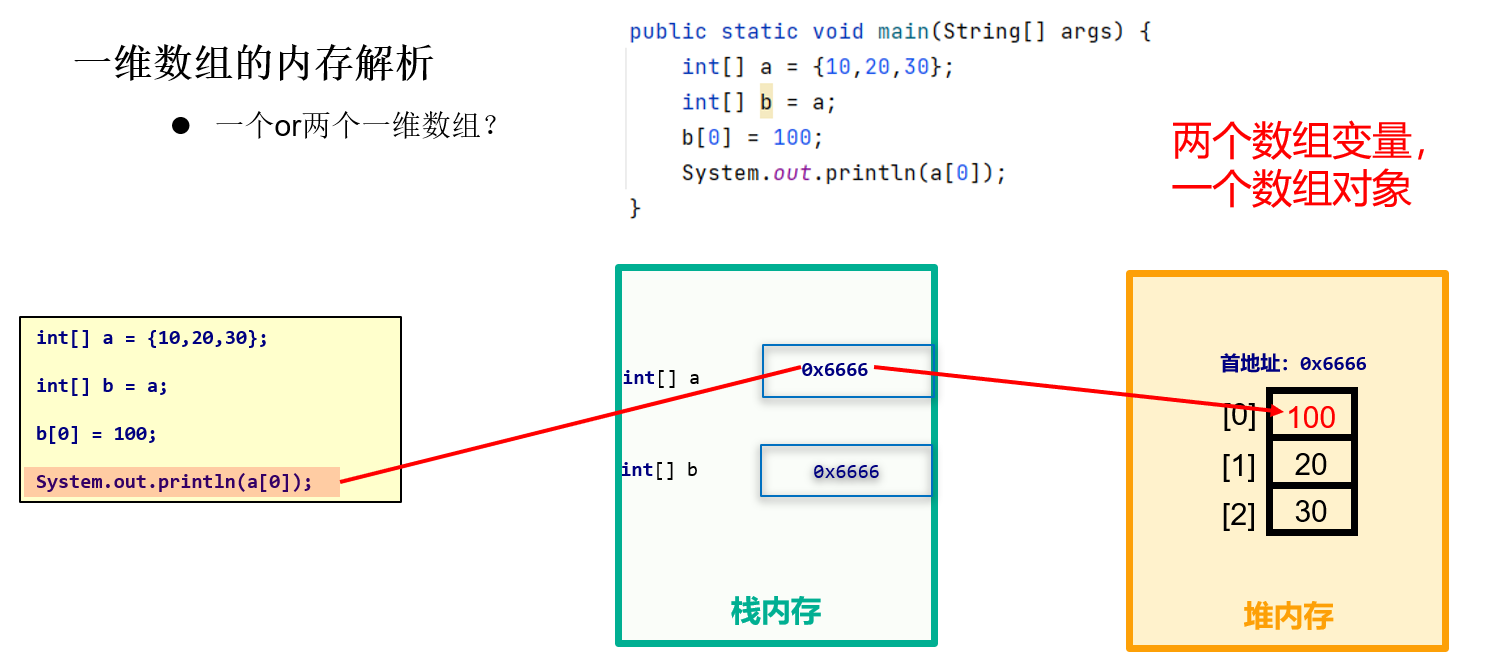 一维数组的内存解析
● 一个or两个一维数组？
public static void main(String[] args) {
int[] a = {10,20,30};
int[] b = a;
b[0] = 100;
System.out.println(a[0]);
}
两个数组变量，
一个数组对象
int[] a = {10,20,30};
int[] b = a;
b[0] = 100;
System.out.println(a[0]);
int[] a
0x6666
int[] b
0x6666
栈内存
首地址：0x6666
[0] 100
[1] 20
[2] 30
堆内存